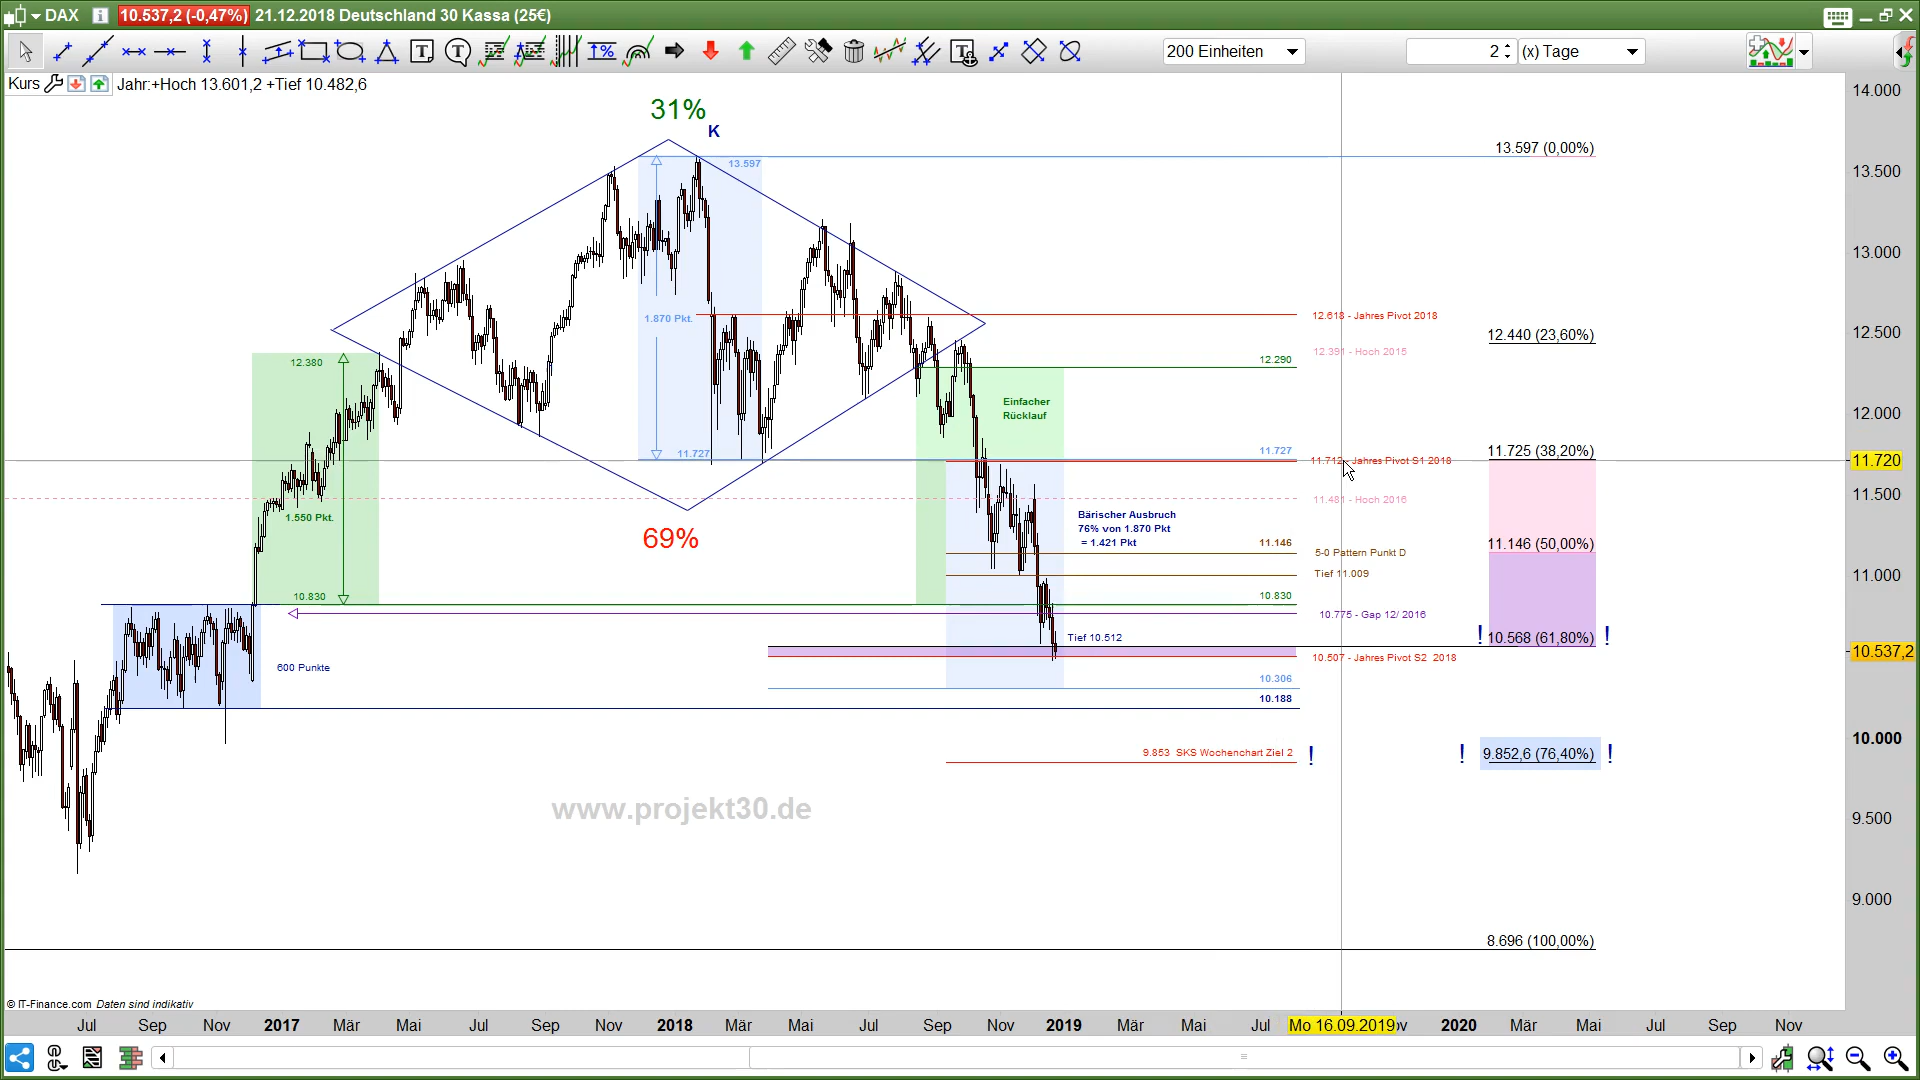 DAX
10.537,2 (-0,47%)
21.12.2018 Deutschland 30 Kassa (25€)
200 Einheiten
2
(x) Tage
Kurs
Jahr:+Hoch 13.601,2 +Tief 10.482,6
31%
K
13.597
1.870 Pkt.
11.727
12.380
1.550 Pkt.
10.830
600 Punkte
69%
www.projekt30.de
Einfacher
Rücklauf
Bärischer Ausbruch
76% von 1.870 Pkt
= 1.421 Pkt
Tief 10.512
12.290
11.727
11.146
10.830
10.306
10.188
9.853 SKS Wochenchart Ziel 2
!
12.618 - Jahres Pivot 2018
12.391 - Hoch 2015
11.712 - Jahres Pivot S1 2018
11.481 - Hoch 2016
5-0 Pattern Punkt D
Tief 11.009
10.775 - Gap 12/ 2016
10.507 - Jahres Pivot S2 2018
13.597 (0,00%)
12.440 (23,60%)
11.725 (38,20%)
11.146 (50,00%)
! 10.568 (61,80%) !
! 9.852,6 (76,40%) !
8.696 (100,00%)
14.000
13.500
13.000
12.500
12.000
11.720
11.500
11.000
10.537,2
10.000
9.500
9.000
© IT-Finance.com Daten sind indikativ
Jul Sep Nov 2017 Mär Mai Jul Sep Nov 2018 Mär Mai Jul Sep Nov 2019 Mär Mai Jul Mo 16.09.2019 2020 Mär Mai Jul Sep Nov